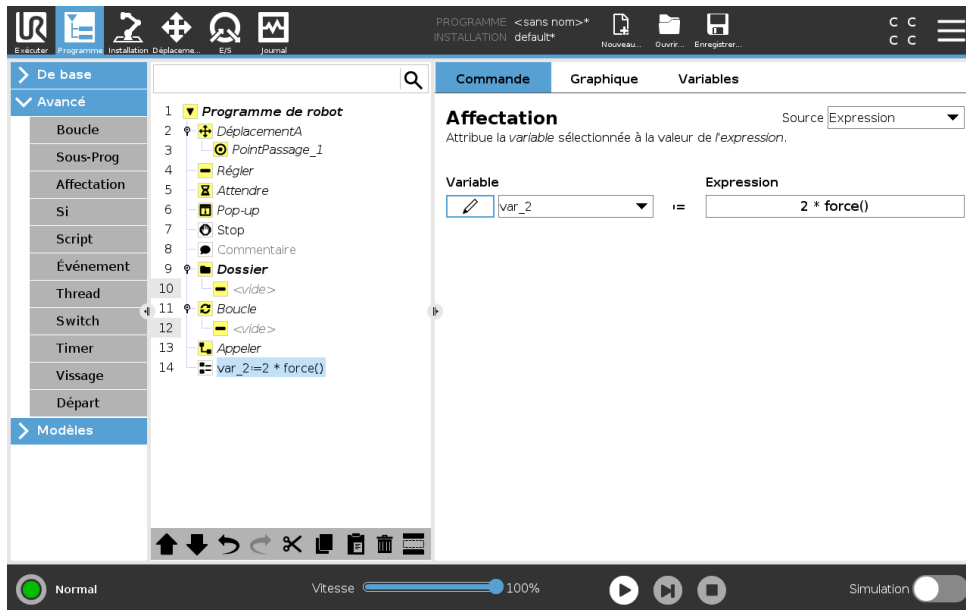 UR
PROGRAMME <sans nom>*
INSTALLATION default*
Exécuter Programme Installation Déplaceme... E/S Journal
Nouveau... Ouvrir... Enregistrer...
C C
C C
De base
Avancé
Boucle
Sous-Prog
Affectation
Si
Script
Événement
Thread
Switch
Timer
Vissage
Départ
Modèles
1 Programme de robot
2 DéplacementA
3 PointPassage_1
4 Régler
5 Attendre
6 Pop-up
7 Stop
8 Commentaire
9 Dossier
10 <vide>
11 Boucle
12 <vide>
13 Appeler
14 var_2:=2 * force()
Commande Graphique Variables
Affectation
Source Expression
Attribue la variable sélectionnée à la valeur de l'expression.
Variable Expression
var_2 := 2 * force()
Normal
Vitesse 100%
Simulation